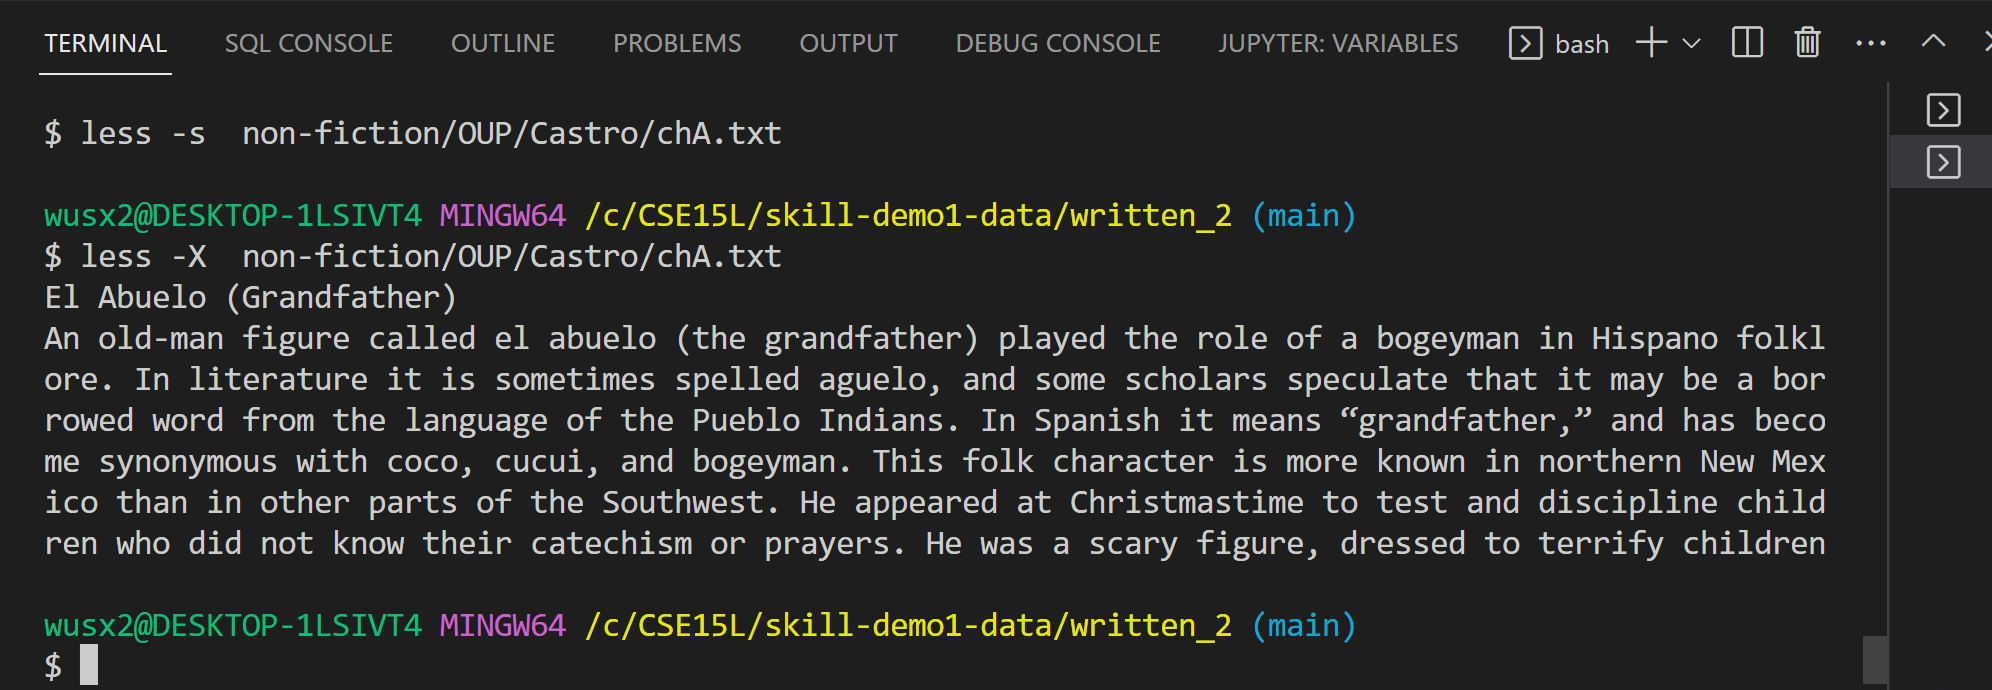 TERMINAL SQL CONSOLE OUTLINE PROBLEMS OUTPUT DEBUG CONSOLE JUPYTER: VARIABLES bash
$ less -s  non-fiction/OUP/Castro/chA.txt
wusx2@DESKTOP-1LSIVT4 MINGW64 /c/CSE15L/skill-demo1-data/written_2 (main)
$ less -X  non-fiction/OUP/Castro/chA.txt
El Abuelo (Grandfather)
An old-man figure called el abuelo (the grandfather) played the role of a bogeyman in Hispano folkl
ore. In literature it is sometimes spelled aguelo, and some scholars speculate that it may be a bor
rowed word from the language of the Pueblo Indians. In Spanish it means “grandfather,” and has beco
me synonymous with coco, cucui, and bogeyman. This folk character is more known in northern New Mex
ico than in other parts of the Southwest. He appeared at Christmastime to test and discipline child
ren who did not know their catechism or prayers. He was a scary figure, dressed to terrify children
wusx2@DESKTOP-1LSIVT4 MINGW64 /c/CSE15L/skill-demo1-data/written_2 (main)
$